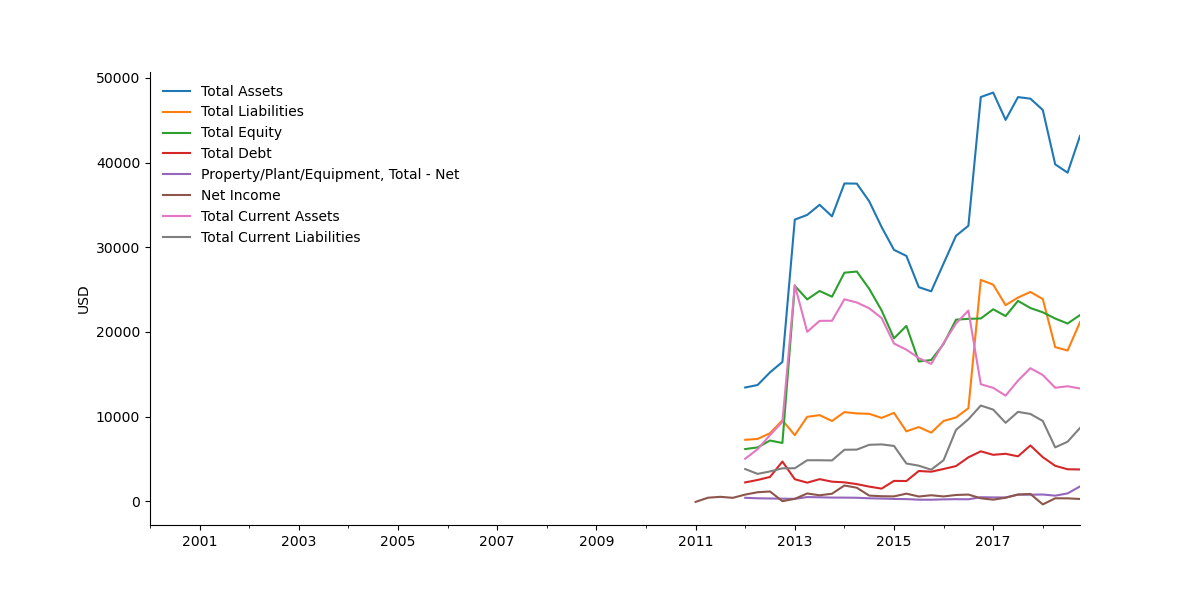 50000
40000
30000
20000
10000
0
USD
Total Assets
Total Liabilities
Total Equity
Total Debt
Property/Plant/Equipment, Total - Net
Net Income
Total Current Assets
Total Current Liabilities
2001 2003 2005 2007 2009 2011 2013 2015 2017